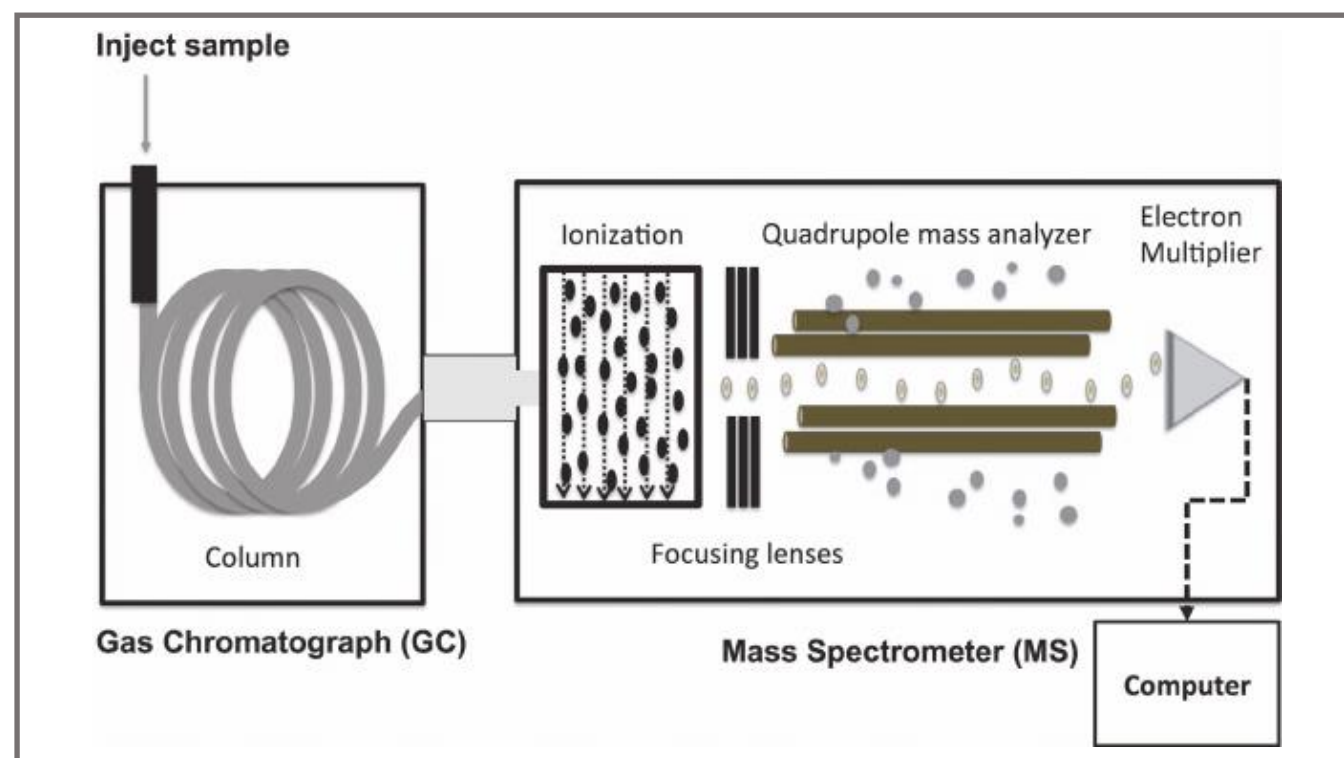 Inject sample
Ionization
Quadrupole mass analyzer
Electron
Multiplier
Column
Focusing lenses
Gas Chromatograph (GC)
Mass Spectrometer (MS)
Computer